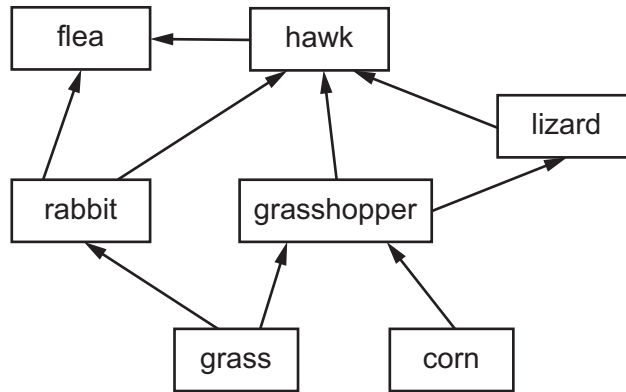 flea
hawk
lizard
rabbit
grasshopper
grass
corn